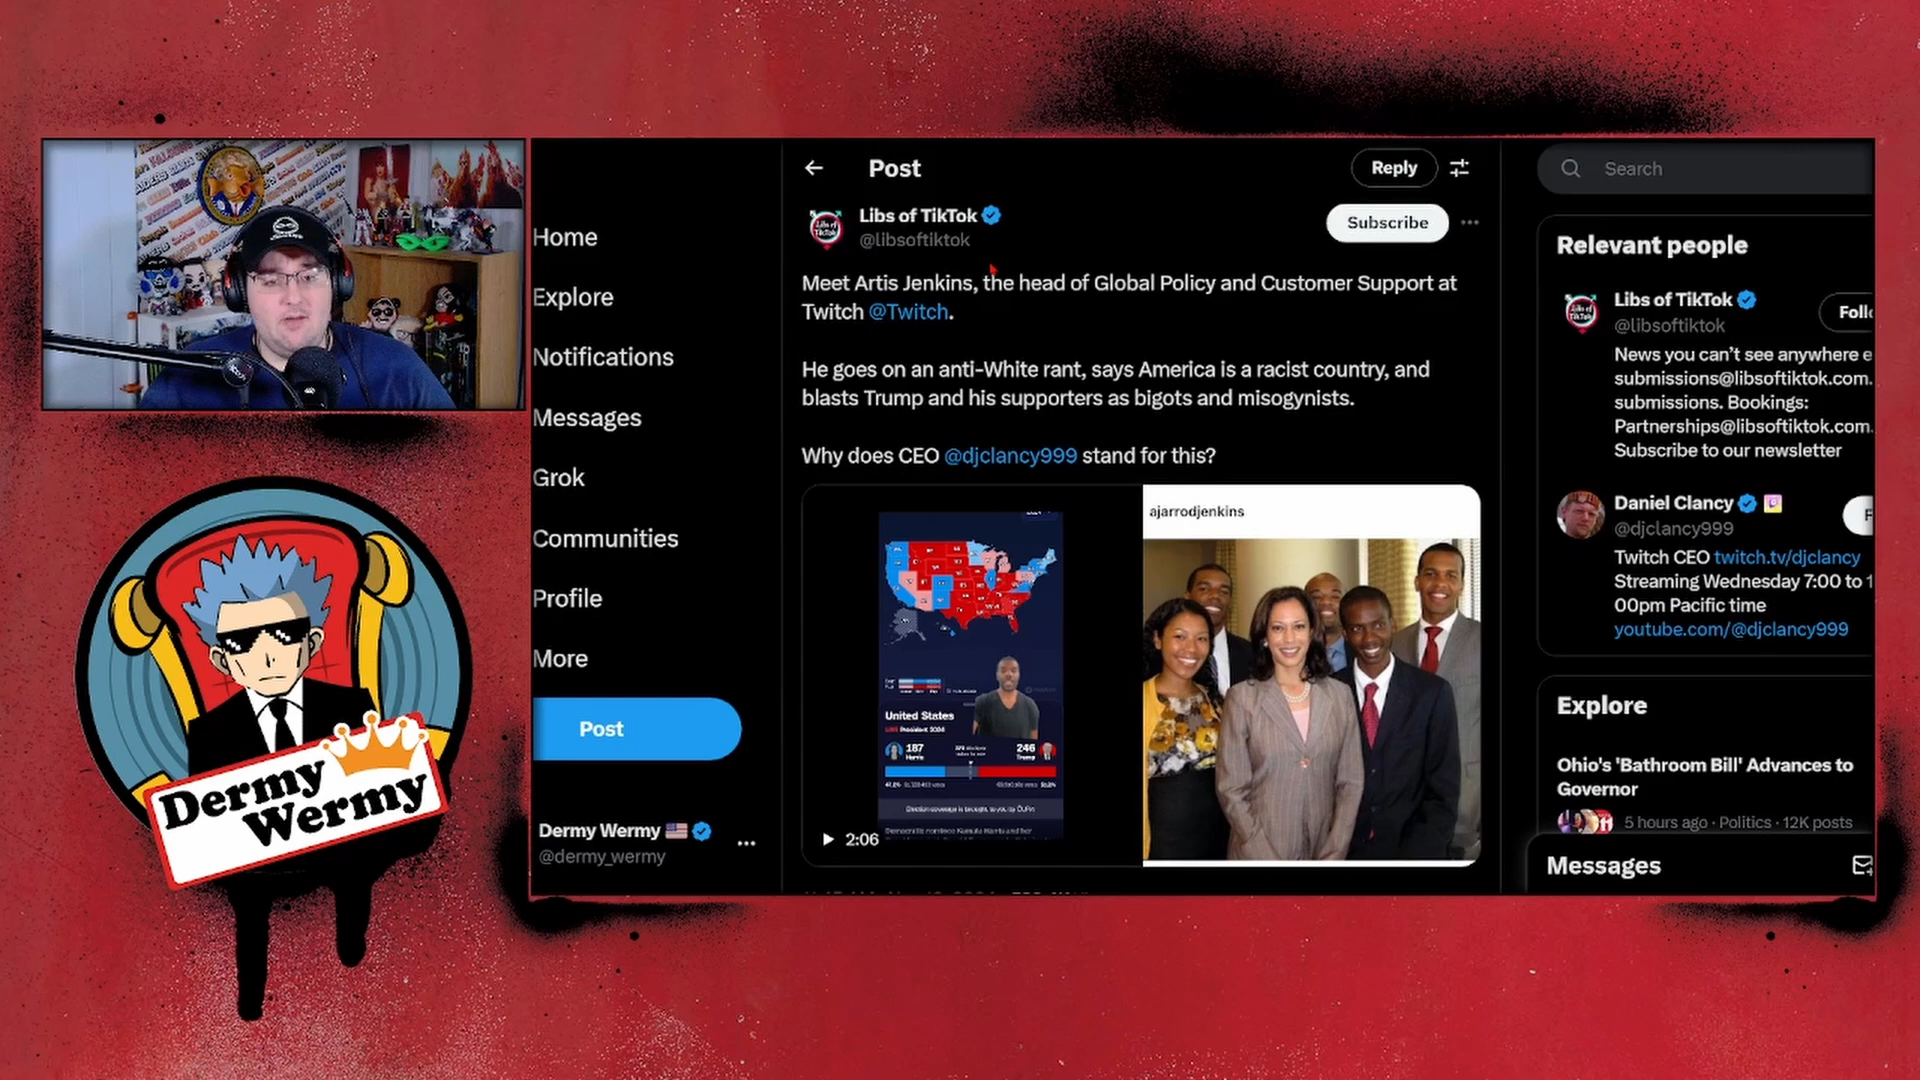 Home
Explore
Notifications
Messages
Grok
Communities
Profile
More
Post
Dermy Wermy
@dermy_wermy
Dermy
Wermy
Post
Reply
Libs of TikTok
@libsoftiktok
Subscribe
Meet Artis Jenkins, the head of Global Policy and Customer Support at
Twitch @Twitch.
He goes on an anti-White rant, says America is a racist country, and
blasts Trump and his supporters as bigots and misogynists.
Why does CEO @djclancy999 stand for this?
United States
President 2024
187
Harris
246
Trump
2:06
ajarrodjenkins
Search
Relevant people
Libs of TikTok
@libsoftiktok
Foll
News you can't see anywhere e
submissions@libsoftiktok.com.
submissions. Bookings:
Partnerships@libsoftiktok.com.
Subscribe to our newsletter
Daniel Clancy
@djclancy999
F
Twitch CEO twitch.tv/djclancy
Streaming Wednesday 7:00 to 1
00pm Pacific time
youtube.com/@djclancy999
Explore
Ohio's 'Bathroom Bill' Advances to
Governor
5 hours ago · Politics · 12K posts
Messages